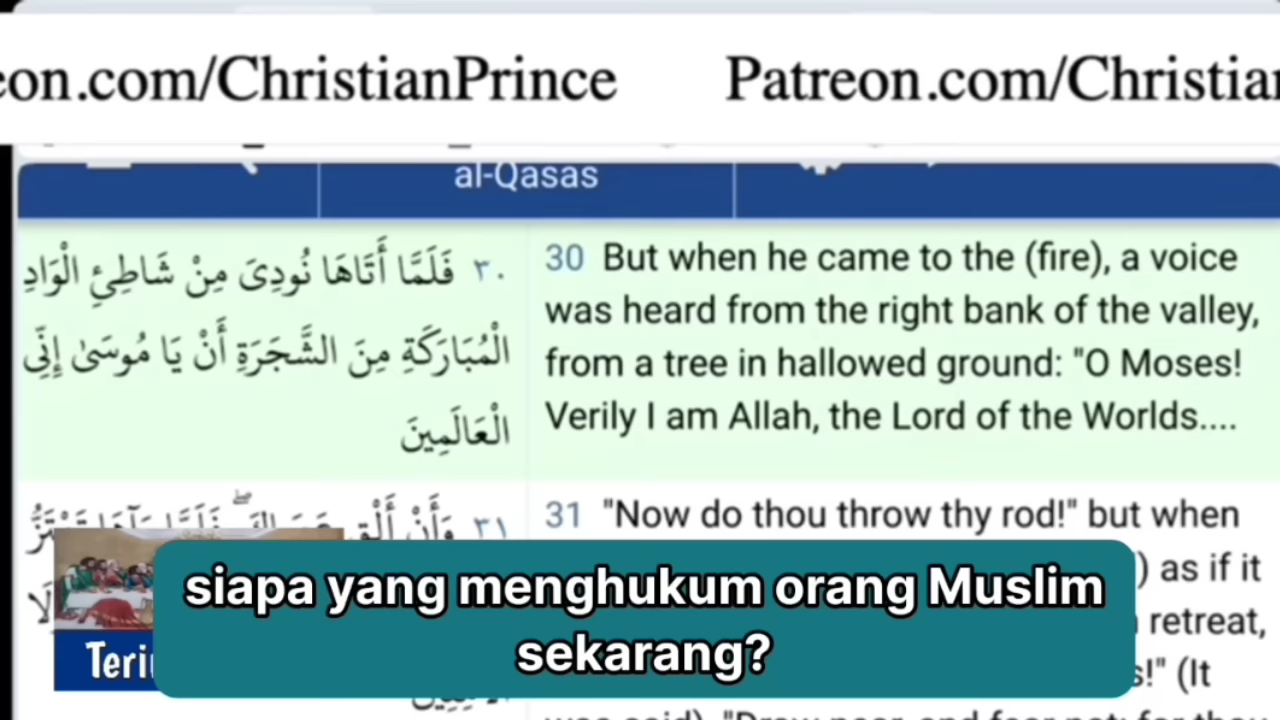 eon.com/ChristianPrince Patreon.com/Christian
al-Qasas
٣٠ فَلَمَّا أَتَاهَا نُودِىَ مِنْ شَاطِئِ الْوَادِ
الْمُبَارَكَةِ مِنَ الشَّجَرَةِ أَنْ يَا مُوسَىٰ إِنِّى
الْعَالَمِينَ
30 But when he came to the (fire), a voice
was heard from the right bank of the valley,
from a tree in hallowed ground: "O Moses!
Verily I am Allah, the Lord of the Worlds....
٣١ وَأَنْ أَلْقِ
31 "Now do thou throw thy rod!" but when
) as if it
retreat,
s!" (It
siapa yang menghukum orang Muslim
sekarang?